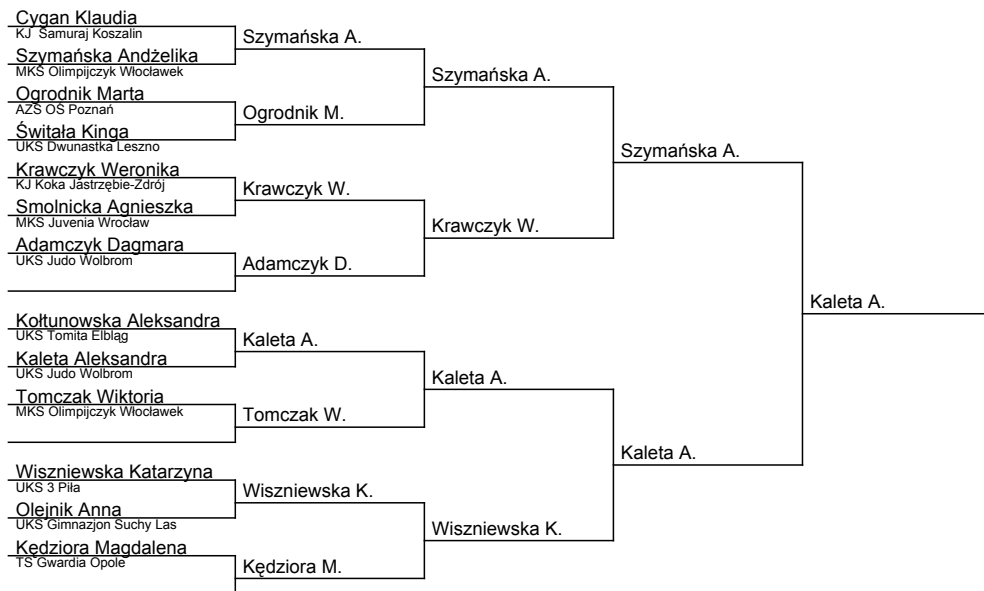 Cygan Klaudia
KJ Samuraj Koszalin
Szymańska A.
Szymańska Andżelika
MKS Olimpijczyk Włocławek
Szymańska A.
Ogrodnik Marta
AZS OŚ Poznań
Ogrodnik M.
Świtała Kinga
UKS Dwunastka Leszno
Szymańska A.
Krawczyk Weronika
KJ Koka Jastrzębie-Zdrój
Krawczyk W.
Smolnicka Agnieszka
MKS Juvenia Wrocław
Krawczyk W.
Adamczyk Dagmara
UKS Judo Wolbrom
Adamczyk D.
Kaleta A.
Kołtunowska Aleksandra
UKS Tomita Elbląg
Kaleta A.
Kaleta Aleksandra
UKS Judo Wolbrom
Kaleta A.
Tomczak Wiktoria
MKS Olimpijczyk Włocławek
Tomczak W.
Kaleta A.
Wiszniewska Katarzyna
UKS 3 Piła
Wiszniewska K.
Olejnik Anna
UKS Gimnazjon Suchy Las
Wiszniewska K.
Kędziora Magdalena
TS Gwardia Opole
Kędziora M.